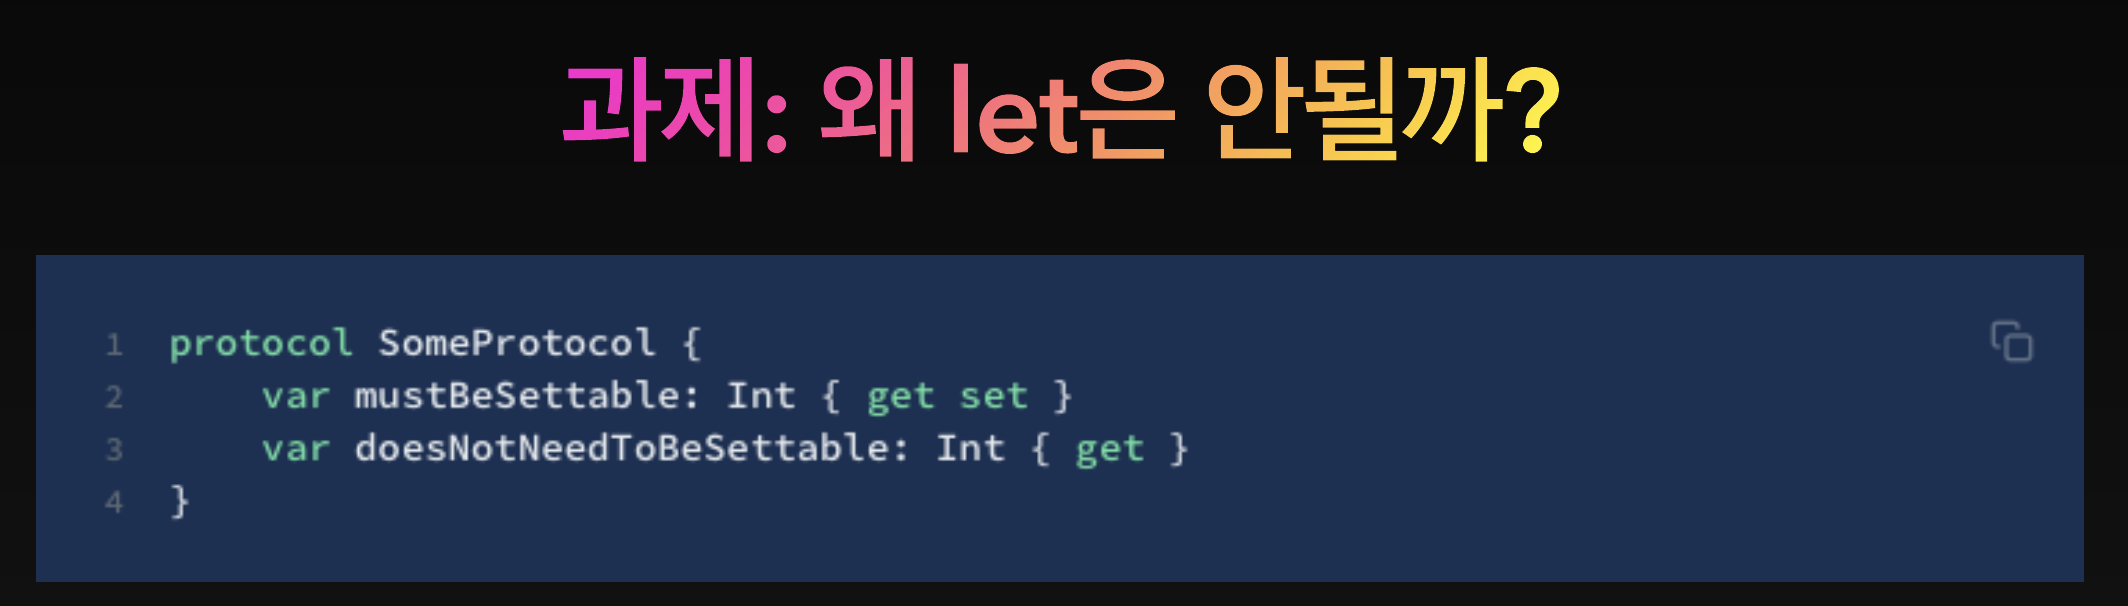 과제: 왜 let은 안될까?
1 protocol SomeProtocol {
2     var mustBeSettable: Int { get set }
3     var doesNotNeedToBeSettable: Int { get }
4 }